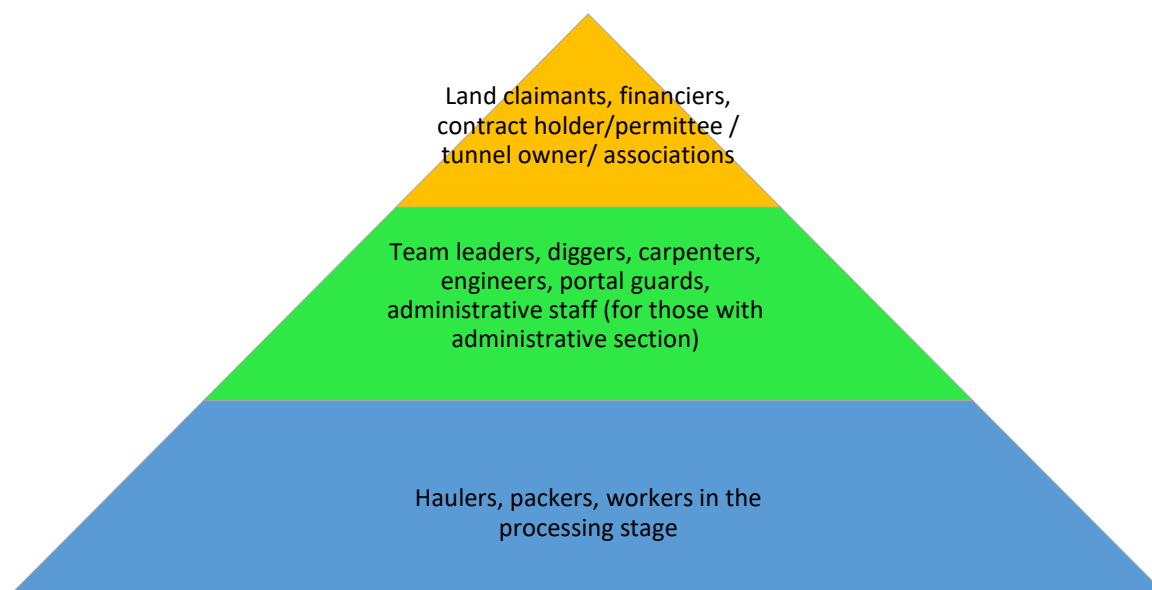 Land claimants, financiers,
contract holder/permittee /
tunnel owner/ associations
Team leaders, diggers, carpenters,
engineers, portal guards,
administrative staff (for those with
administrative section)
Haulers, packers, workers in the
processing stage